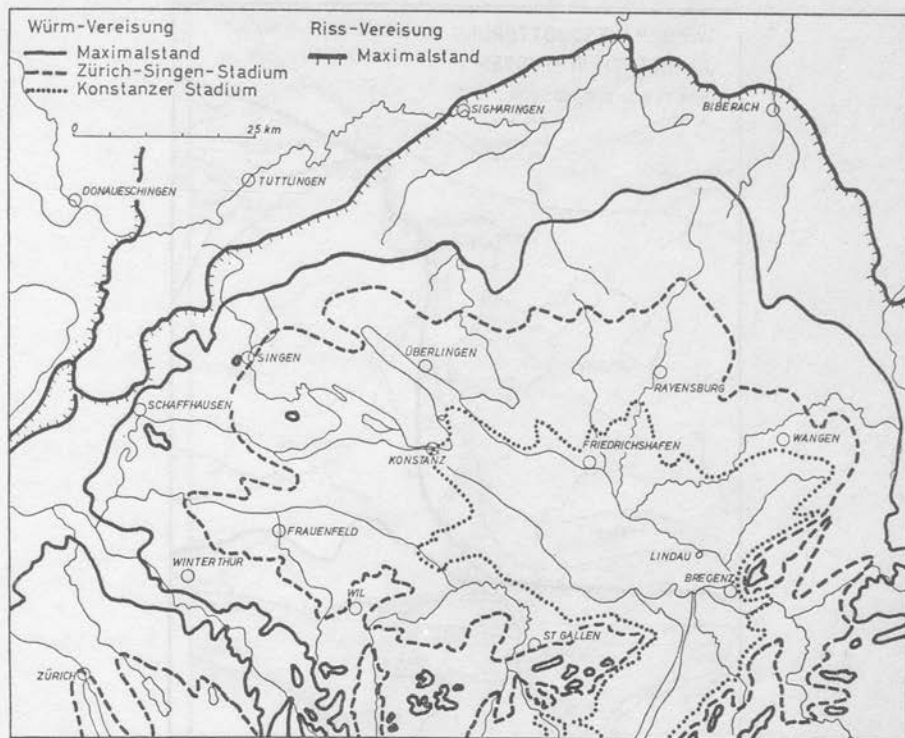 Würm-Vereisung
Maximalstand
Zürich-Singen-Stadium
Konstanzer Stadium
Riss-Vereisung
Maximalstand
0 25 km
SIGMARINGEN
BIBERACH
TUTTLINGEN
DONAUESCHINGEN
SINGEN
ÜBERLINGEN
RAVENSBURG
SCHAFFHAUSEN
KONSTANZ
FRIEDRICHSHAFEN
WANGEN
FRAUENFELD
LINDAU
WINTERTHUR
BREGENZ
WIL
ST GALLEN
ZÜRICH